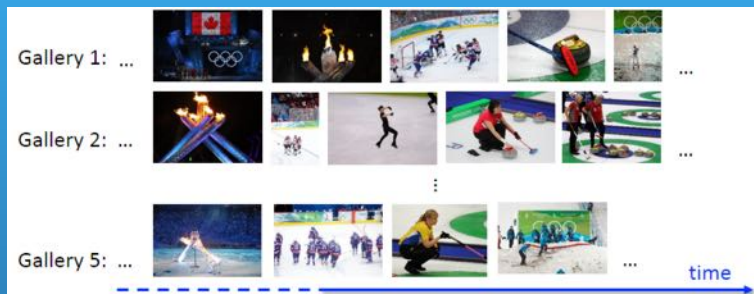 Gallery 1: ... ...
Gallery 2: ... ...
⋮
Gallery 5: ... ...
time